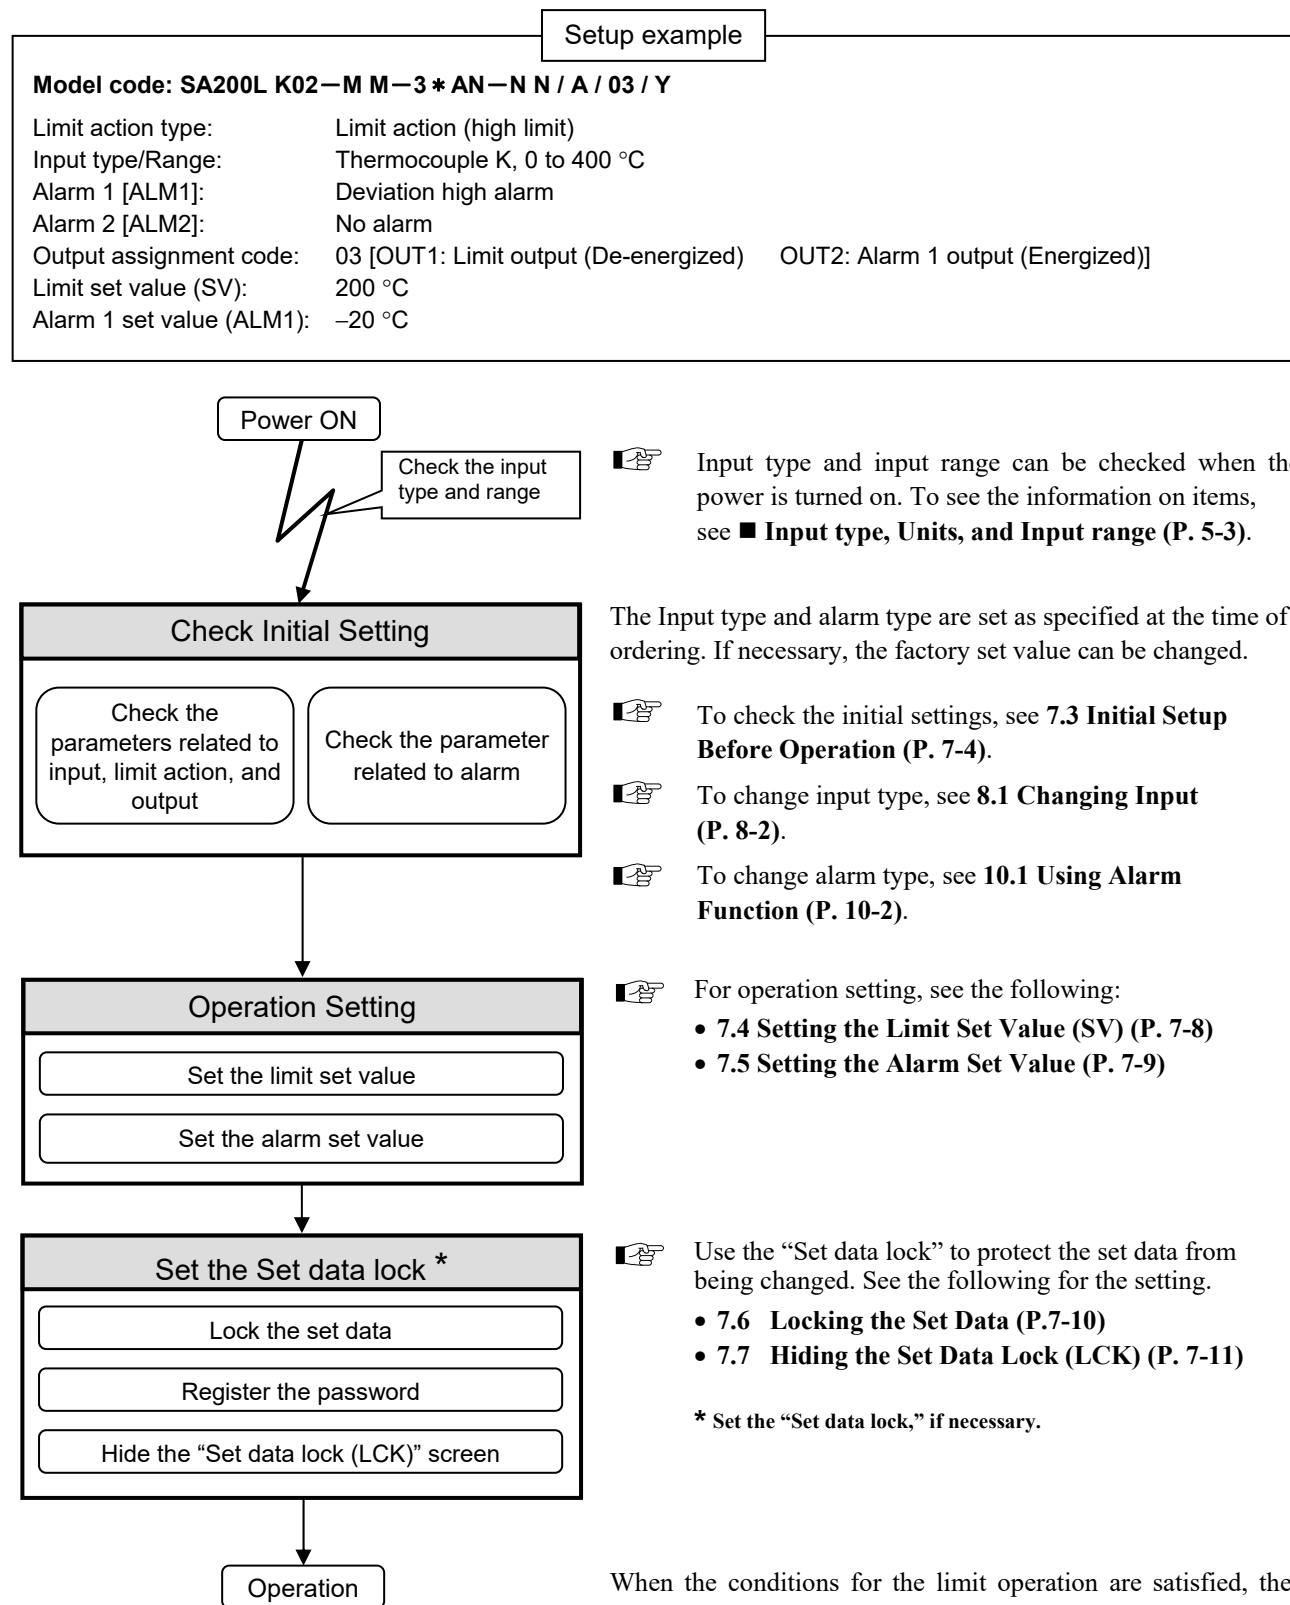 Setup example
Model code: SA200L K02－M M－3＊AN－N N / A / 03 / Y
Limit action type: Limit action (high limit)
Input type/Range: Thermocouple K, 0 to 400 °C
Alarm 1 [ALM1]: Deviation high alarm
Alarm 2 [ALM2]: No alarm
Output assignment code: 03 [OUT1: Limit output (De-energized) OUT2: Alarm 1 output (Energized)]
Limit set value (SV): 200 °C
Alarm 1 set value (ALM1): −20 °C
Power ON
Check the input
type and range
Input type and input range can be checked when the
power is turned on. To see the information on items,
see ■ Input type, Units, and Input range (P. 5-3).
Check Initial Setting
Check the
parameters related to
input, limit action, and
output
Check the parameter
related to alarm
The Input type and alarm type are set as specified at the time of
ordering. If necessary, the factory set value can be changed.
To check the initial settings, see 7.3 Initial Setup
Before Operation (P. 7-4).
To change input type, see 8.1 Changing Input
(P. 8-2).
To change alarm type, see 10.1 Using Alarm
Function (P. 10-2).
Operation Setting
Set the limit set value
Set the alarm set value
For operation setting, see the following:
• 7.4 Setting the Limit Set Value (SV) (P. 7-8)
• 7.5 Setting the Alarm Set Value (P. 7-9)
Set the Set data lock *
Lock the set data
Register the password
Hide the “Set data lock (LCK)” screen
Use the “Set data lock” to protect the set data from
being changed. See the following for the setting.
• 7.6 Locking the Set Data (P.7-10)
• 7.7 Hiding the Set Data Lock (LCK) (P. 7-11)
* Set the “Set data lock,” if necessary.
Operation
When the conditions for the limit operation are satisfied, the